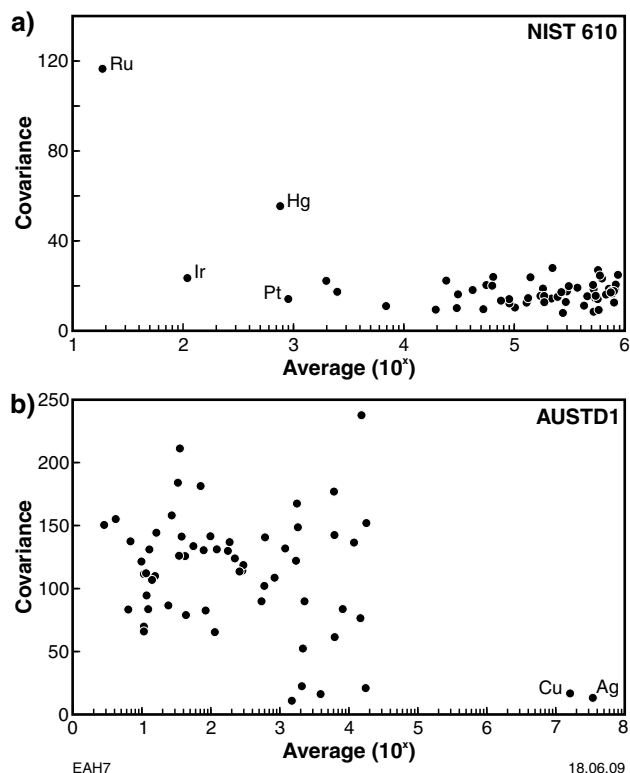 a)
NIST 610
120
80
40
0
Covariance
Ru
Hg
Ir
Pt
1 2 3 4 5 6
Average (10ˣ)
b)
AUSTD1
250
200
150
100
50
0
Covariance
Cu Ag
0 1 2 3 4 5 6 7 8
Average (10ˣ)
EAH7 18.06.09